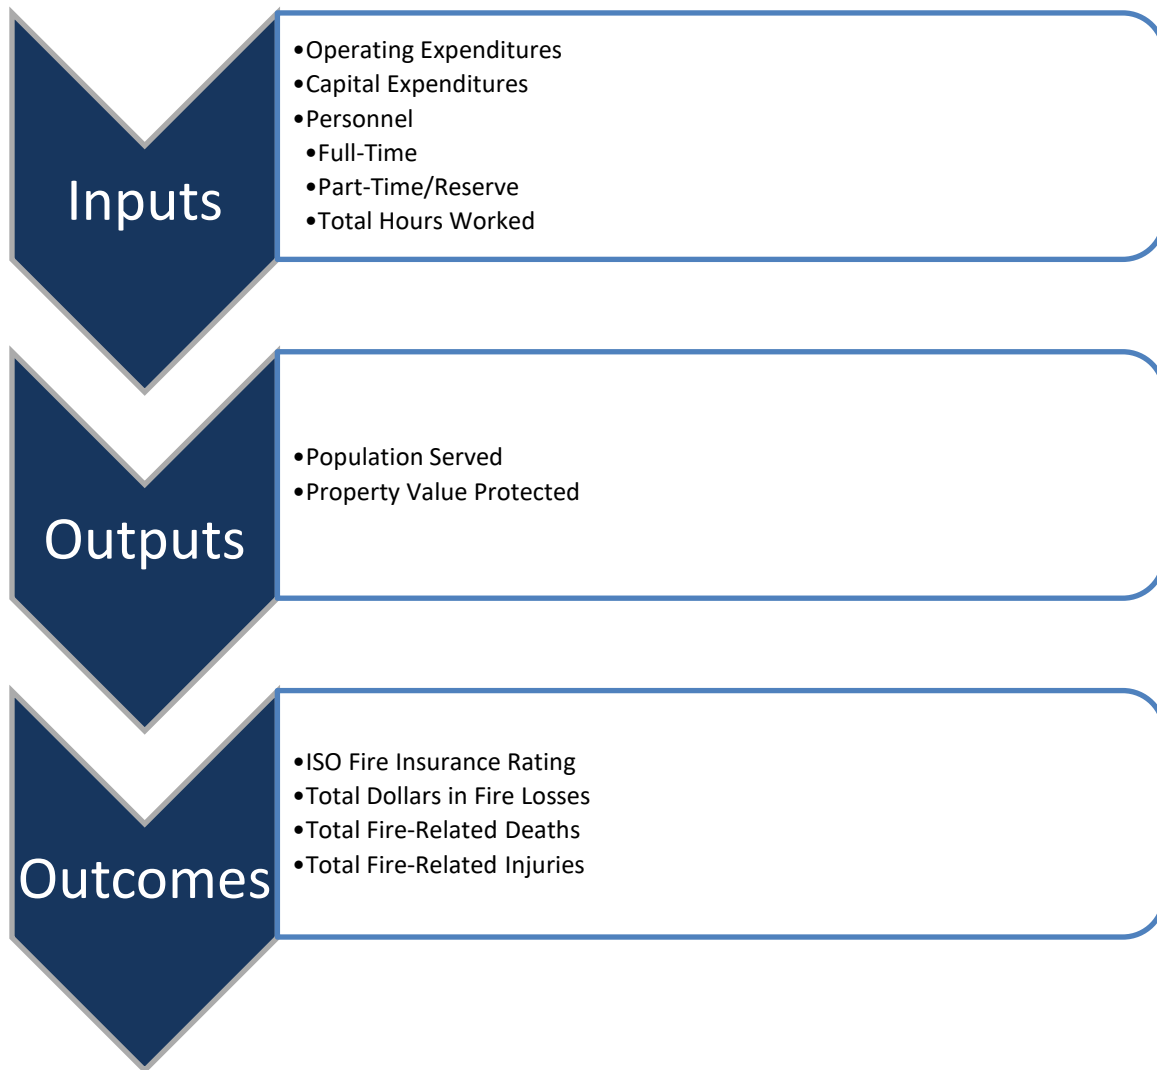 Inputs
•Operating Expenditures
•Capital Expenditures
•Personnel
•Full-Time
•Part-Time/Reserve
•Total Hours Worked
Outputs
•Population Served
•Property Value Protected
Outcomes
•ISO Fire Insurance Rating
•Total Dollars in Fire Losses
•Total Fire-Related Deaths
•Total Fire-Related Injuries